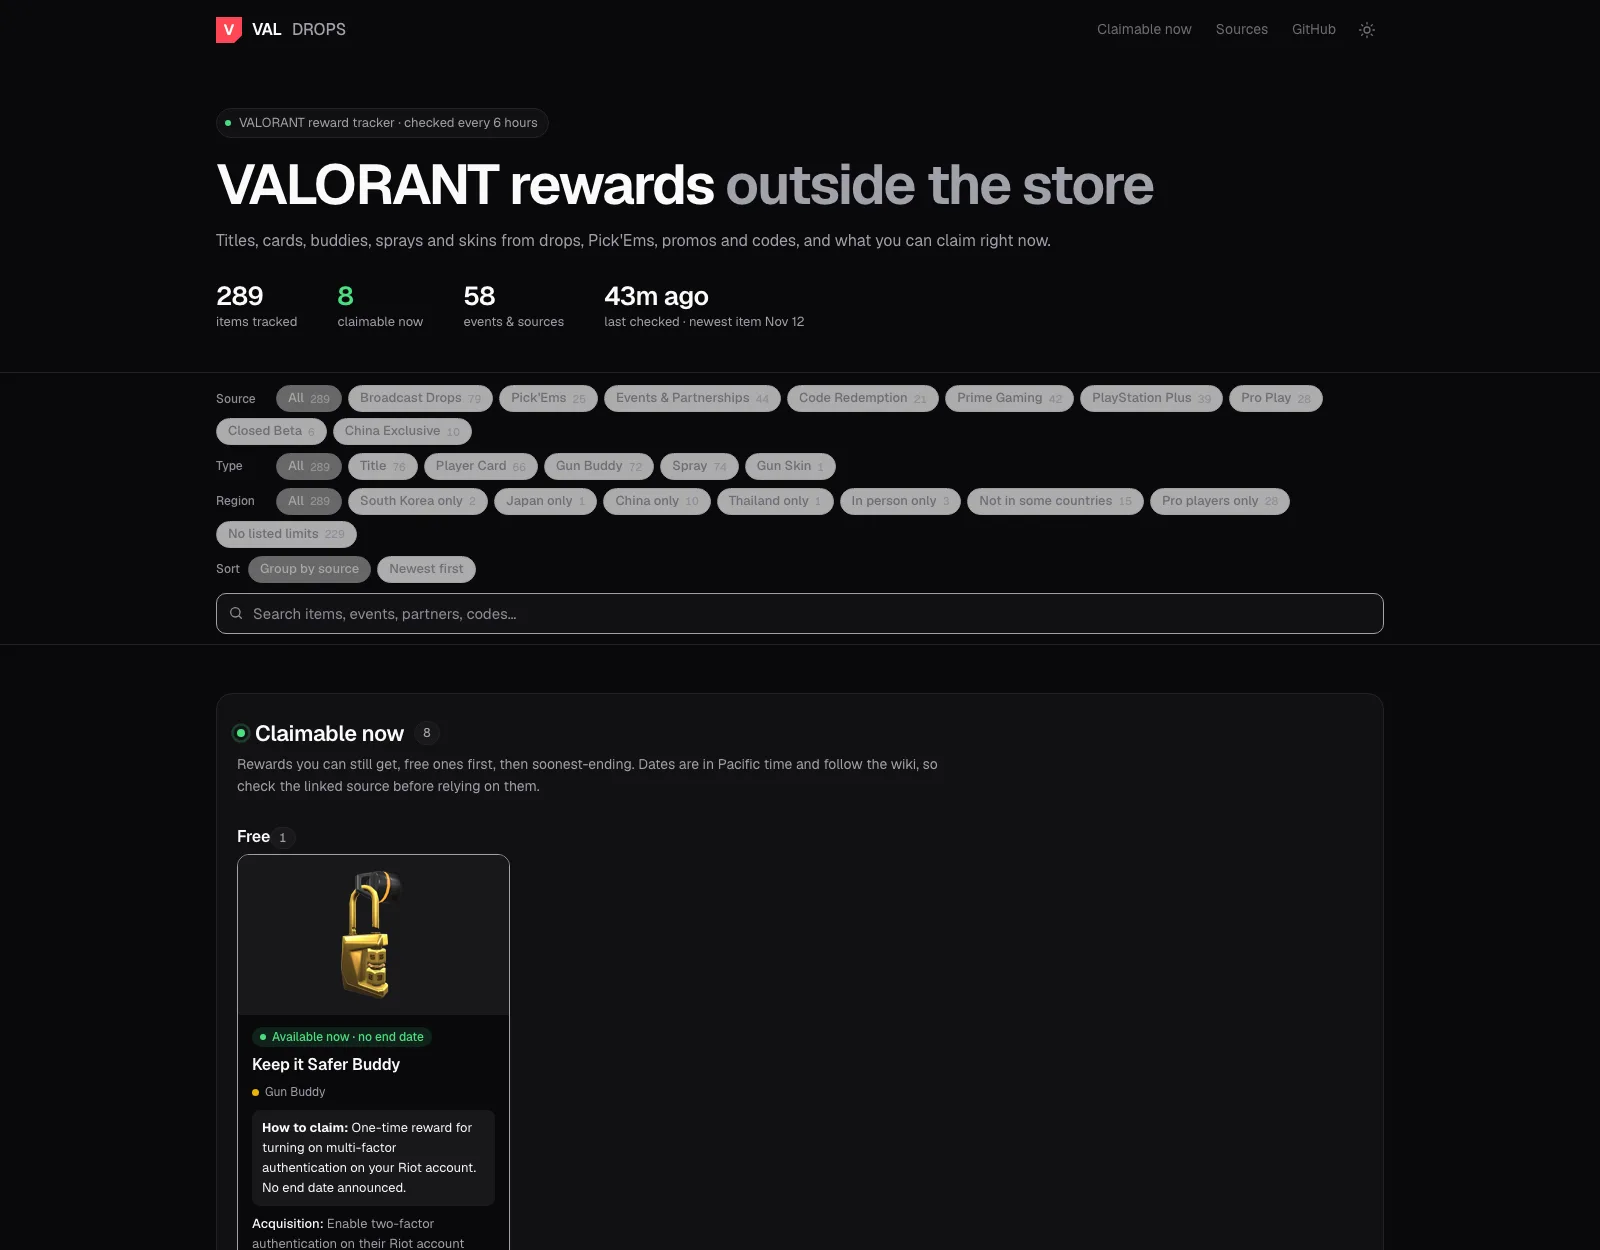 V VAL DROPS
Claimable now Sources GitHub
VALORANT reward tracker · checked every 6 hours
VALORANT rewards outside the store
Titles, cards, buddies, sprays and skins from drops, Pick'Ems, promos and codes, and what you can claim right now.
289 8 58 43m ago
items tracked claimable now events & sources last checked · newest item Nov 12
Source All 289 Broadcast Drops 79 Pick'Ems 25 Events & Partnerships 44 Code Redemption 21 Prime Gaming 42 PlayStation Plus 39 Pro Play 28
Closed Beta 6 China Exclusive 10
Type All 289 Title 76 Player Card 66 Gun Buddy 72 Spray 74 Gun Skin 1
Region All 289 South Korea only 2 Japan only 1 China only 10 Thailand only 1 In person only 3 Not in some countries 15 Pro players only 28
No listed limits 229
Sort Group by source Newest first
Search items, events, partners, codes…
Claimable now 8
Rewards you can still get, free ones first, then soonest-ending. Dates are in Pacific time and follow the wiki, so
check the linked source before relying on them.
Free 1
Available now · no end date
Keep it Safer Buddy
Gun Buddy
How to claim: One-time reward for
turning on multi-factor
authentication on your Riot account.
No end date announced.
Acquisition: Enable two-factor
authentication on their Riot account